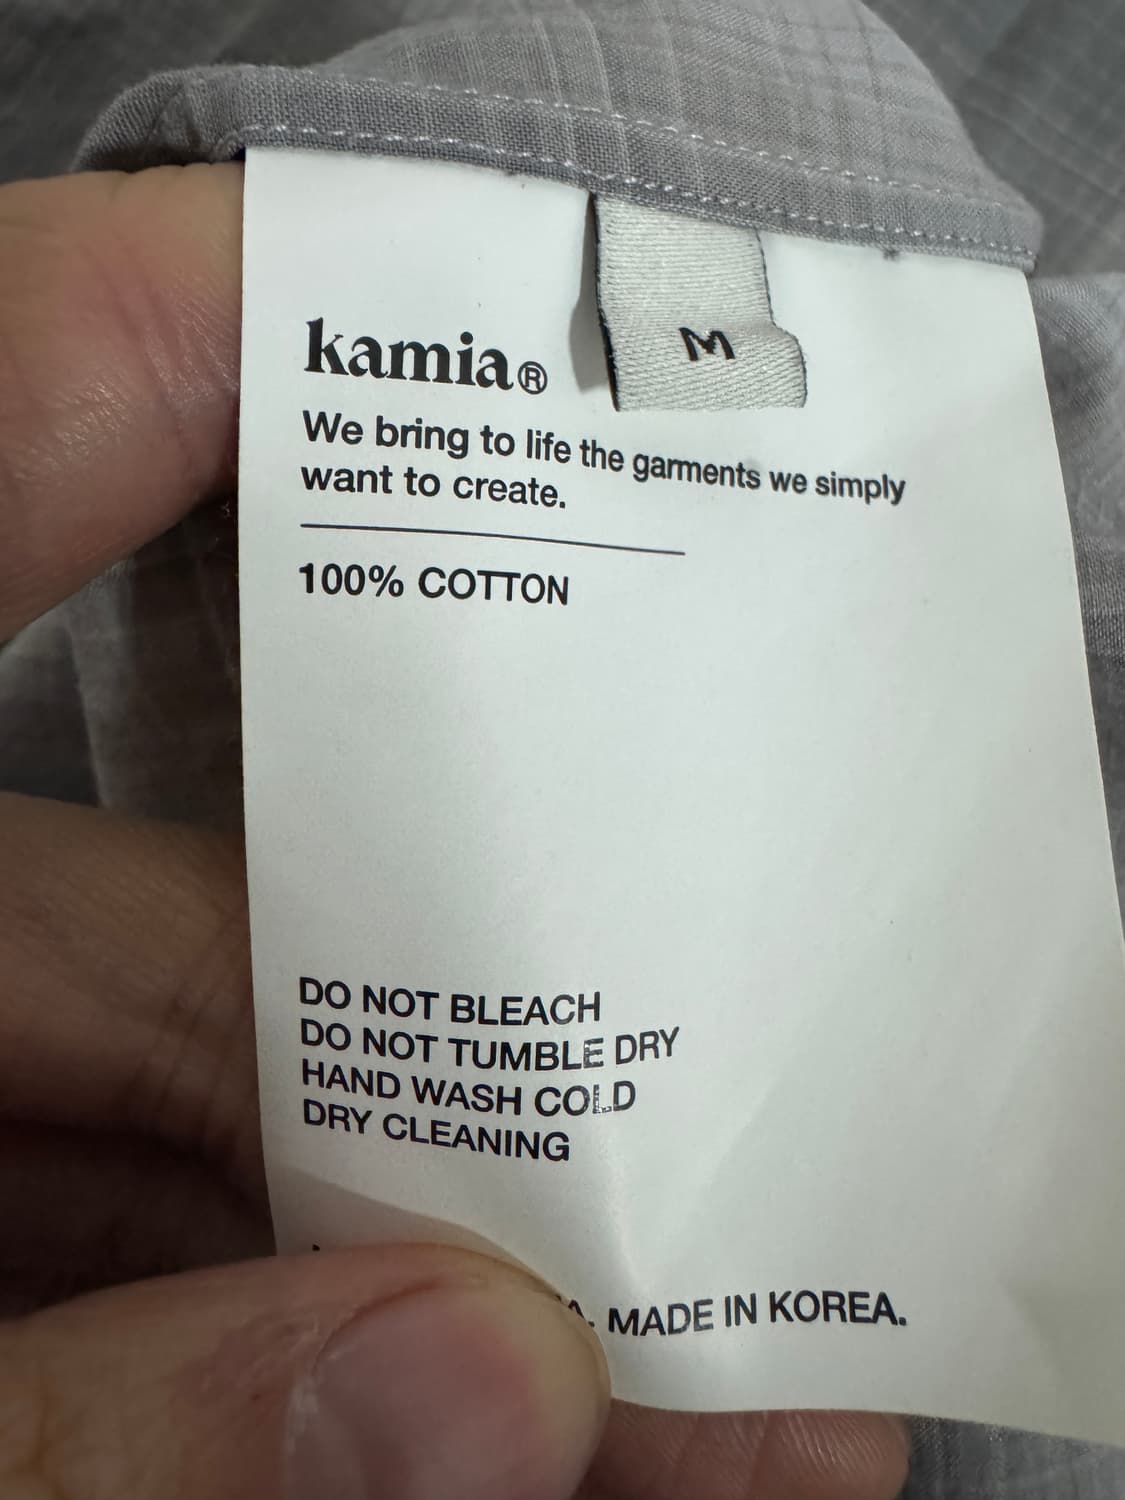 M
kamia®
We bring to life the garments we simply
want to create.
100% COTTON
DO NOT BLEACH
DO NOT TUMBLE DRY
HAND WASH COLD
DRY CLEANING
MADE IN KOREA.